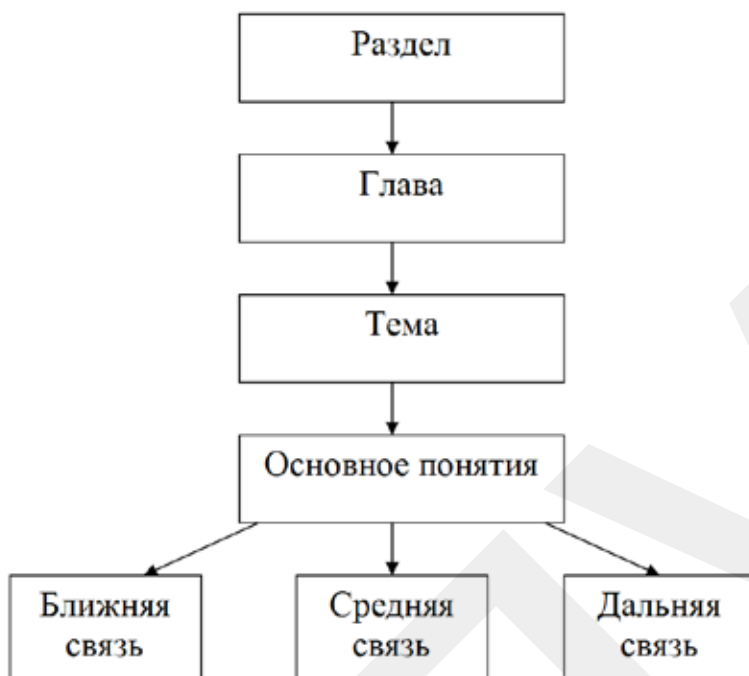 Раздел
Глава
Тема
Основное понятия
Ближняя
связь
Средняя
связь
Дальняя
связь